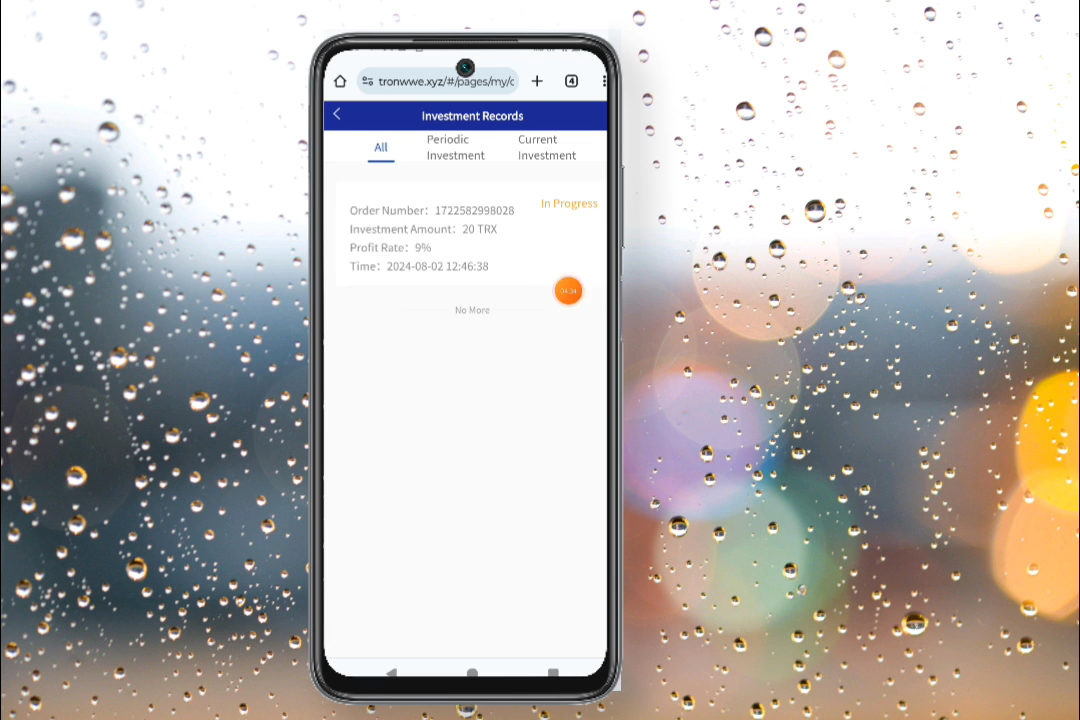 tronwwe.xyz/#/pages/my/c
4
Investment Records
All
Periodic
Investment
Current
Investment
In Progress
Order Number: 1722582998028
Investment Amount: 20 TRX
Profit Rate: 9%
Time: 2024-08-02 12:46:38
No More